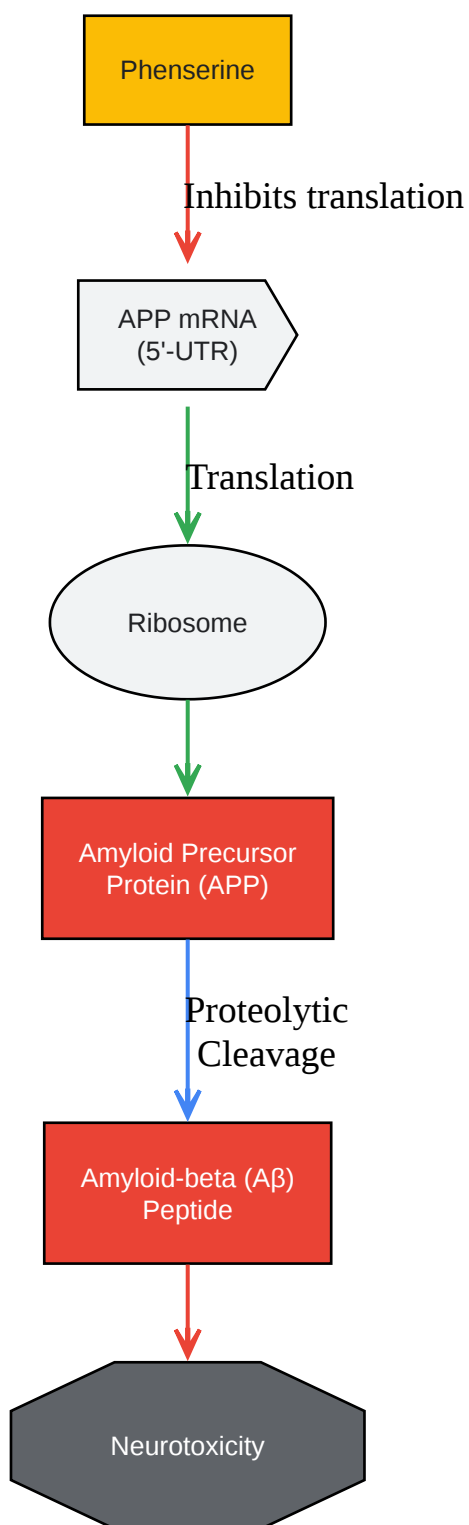 Phenserine
Inhibits translation
APP mRNA
(5'-UTR)
Translation
Ribosome
Amyloid Precursor
Protein (APP)
Proteolytic
Cleavage
Amyloid-beta (Aβ)
Peptide
Neurotoxicity